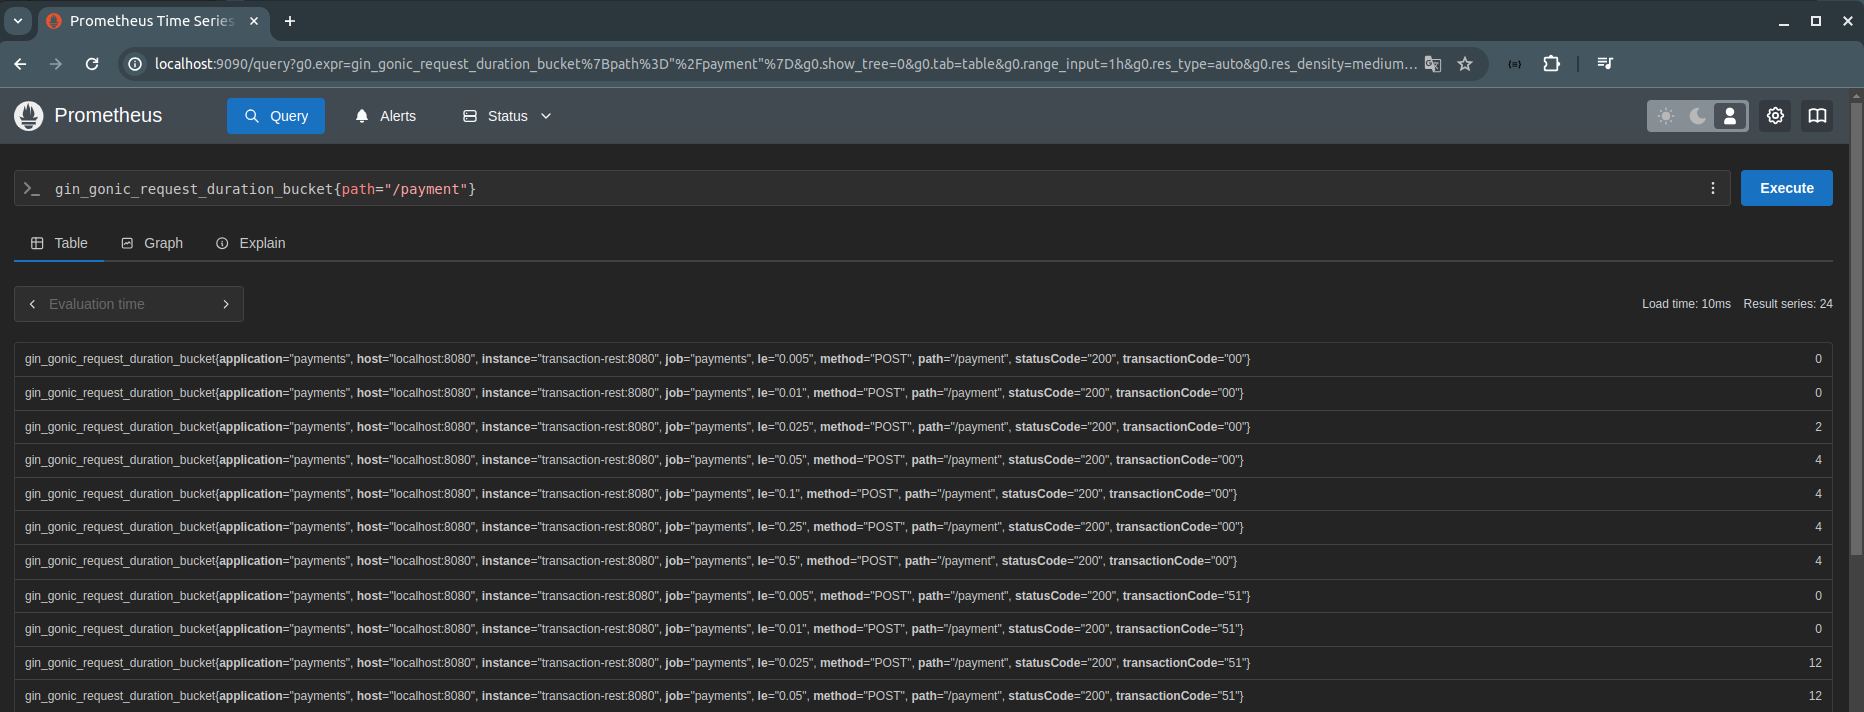 Prometheus Time Series
localhost:9090/query?g0.expr=gin_gonic_request_duration_bucket%7Bpath%3D"%2Fpayment"%7D&g0.show_tree=0&g0.tab=table&g0.range_input=1h&g0.res_type=auto&g0.res_density=medium...
Prometheus Query Alerts Status
gin_gonic_request_duration_bucket{path="/payment"}
Execute
Table Graph Explain
Evaluation time
Load time: 10ms Result series: 24
gin_gonic_request_duration_bucket{application="payments", host="localhost:8080", instance="transaction-rest:8080", job="payments", le="0.005", method="POST", path="/payment", statusCode="200", transactionCode="00"} 0
gin_gonic_request_duration_bucket{application="payments", host="localhost:8080", instance="transaction-rest:8080", job="payments", le="0.01", method="POST", path="/payment", statusCode="200", transactionCode="00"} 0
gin_gonic_request_duration_bucket{application="payments", host="localhost:8080", instance="transaction-rest:8080", job="payments", le="0.025", method="POST", path="/payment", statusCode="200", transactionCode="00"} 2
gin_gonic_request_duration_bucket{application="payments", host="localhost:8080", instance="transaction-rest:8080", job="payments", le="0.05", method="POST", path="/payment", statusCode="200", transactionCode="00"} 4
gin_gonic_request_duration_bucket{application="payments", host="localhost:8080", instance="transaction-rest:8080", job="payments", le="0.1", method="POST", path="/payment", statusCode="200", transactionCode="00"} 4
gin_gonic_request_duration_bucket{application="payments", host="localhost:8080", instance="transaction-rest:8080", job="payments", le="0.25", method="POST", path="/payment", statusCode="200", transactionCode="00"} 4
gin_gonic_request_duration_bucket{application="payments", host="localhost:8080", instance="transaction-rest:8080", job="payments", le="0.5", method="POST", path="/payment", statusCode="200", transactionCode="00"} 4
gin_gonic_request_duration_bucket{application="payments", host="localhost:8080", instance="transaction-rest:8080", job="payments", le="0.005", method="POST", path="/payment", statusCode="200", transactionCode="51"} 0
gin_gonic_request_duration_bucket{application="payments", host="localhost:8080", instance="transaction-rest:8080", job="payments", le="0.01", method="POST", path="/payment", statusCode="200", transactionCode="51"} 0
gin_gonic_request_duration_bucket{application="payments", host="localhost:8080", instance="transaction-rest:8080", job="payments", le="0.025", method="POST", path="/payment", statusCode="200", transactionCode="51"} 12
gin_gonic_request_duration_bucket{application="payments", host="localhost:8080", instance="transaction-rest:8080", job="payments", le="0.05", method="POST", path="/payment", statusCode="200", transactionCode="51"} 12